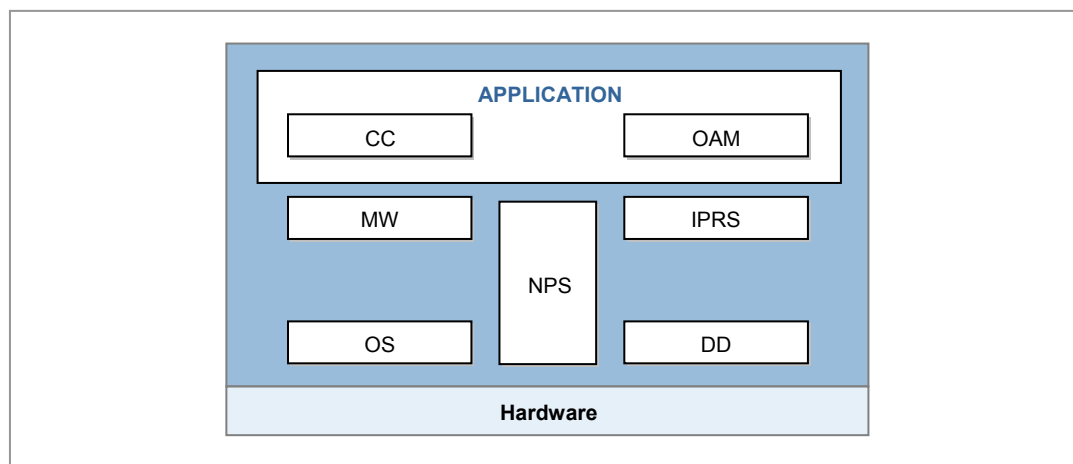 APPLICATION
CC
OAM
MW
IPRS
NPS
OS
DD
Hardware